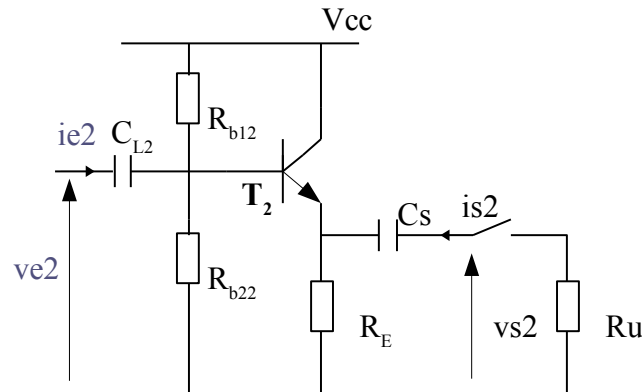 Vcc
R_b12
ie2
C_L2
T_2
Cs
is2
ve2
R_b22
R_E
vs2
Ru